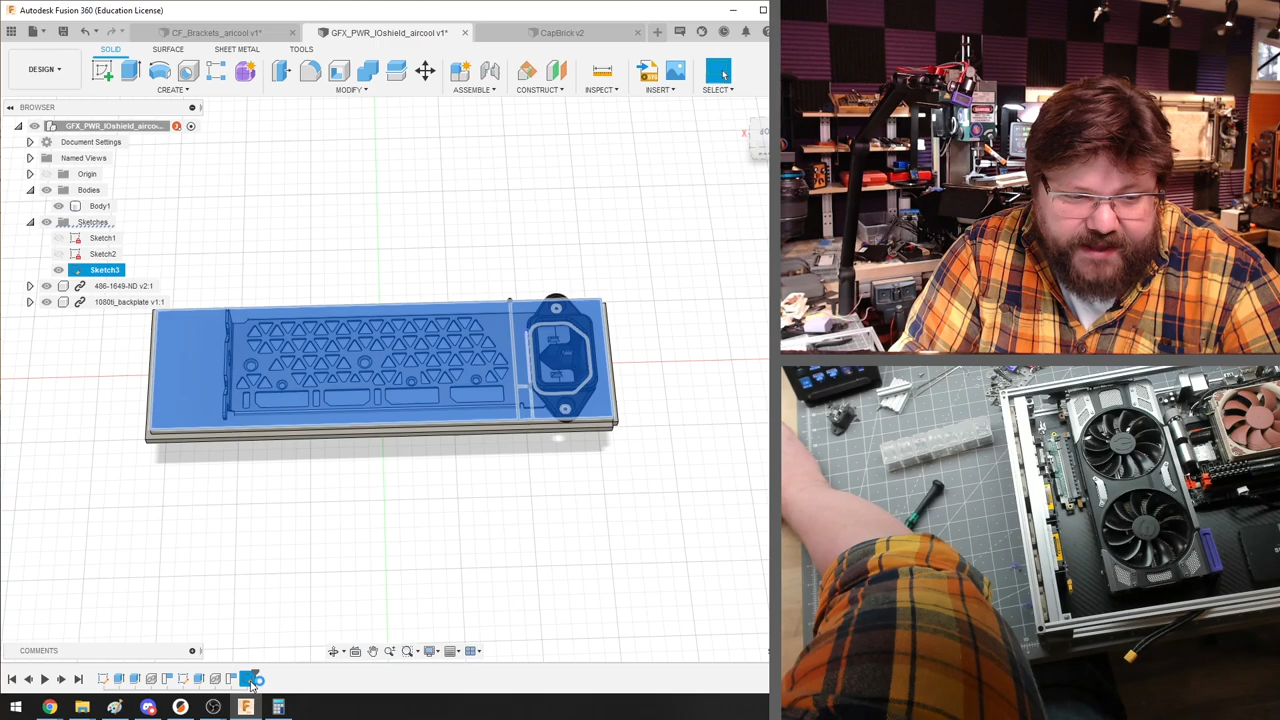 Autodesk Fusion 360 (Education License)
CF_Brackets_aircool v1*
GFX_PWR_IOshield_aircool v1*
CapBrick v2
SOLID
SURFACE
SHEET METAL
TOOLS
DESIGN
CREATE
MODIFY
ASSEMBLE
CONSTRUCT
INSPECT
INSERT
SELECT
BROWSER
GFX_PWR_IOshield_aircoo...
Document Settings
Named Views
Origin
Bodies
Body1
Sketches
Sketch1
Sketch2
Sketch3
486-1649-ND v2:1
1080ti_backplate v1:1
COMMENTS